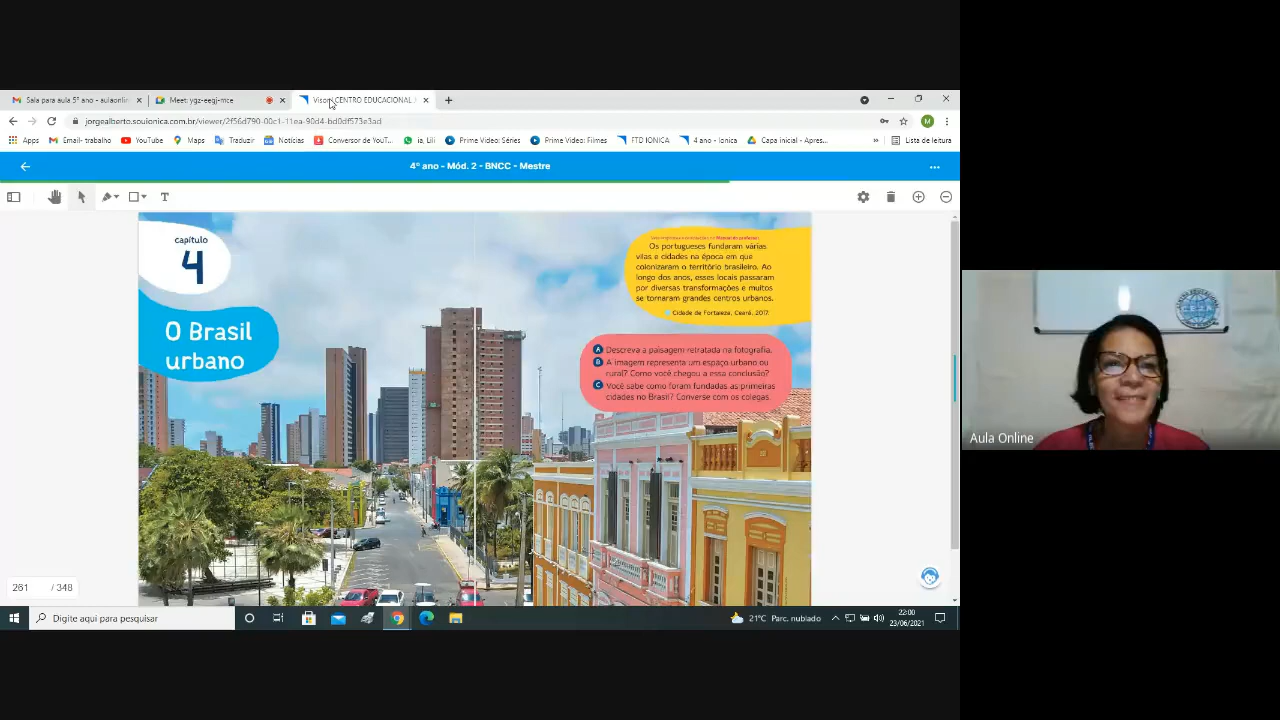 Sala para aula 5º ano - aulaonlin
Meet: ygz-eegj-mce
CENTRO EDUCACIONAL
jorgealberto.souionica.com.br/viewer/2f56d790-00c1-11ea-90d4-bd0df573e3ad
Apps
Email- trabalho
YouTube
Maps
Traduzir
Notícias
Conversor de YouT...
ia, Lili
Prime Video: Séries
Prime Video: Filmes
FTD IONICA
4 ano - Ionica
Capa inicial - Apres...
»
Lista de leitura
4º ano - Mód. 2 - BNCC - Mestre
T
capítulo
4
O Brasil
urbano
Os portugueses fundaram várias
vilas e cidades na época em que
colonizaram o território brasileiro. Ao
longo dos anos, esses locais passaram
por diversas transformações e muitos
se tornaram grandes centros urbanos.
Cidade de Fortaleza, Ceará, 2017.
A Descreva a paisagem retratada na fotografia.
B A imagem representa um espaço urbano ou
rural? Como você chegou a essa conclusão?
C Você sabe como foram fundadas as primeiras
cidades no Brasil? Converse com os colegas.
Aula Online
261 / 348
Digite aqui para pesquisar
21°C Parc. nublado
22:00
23/06/2021